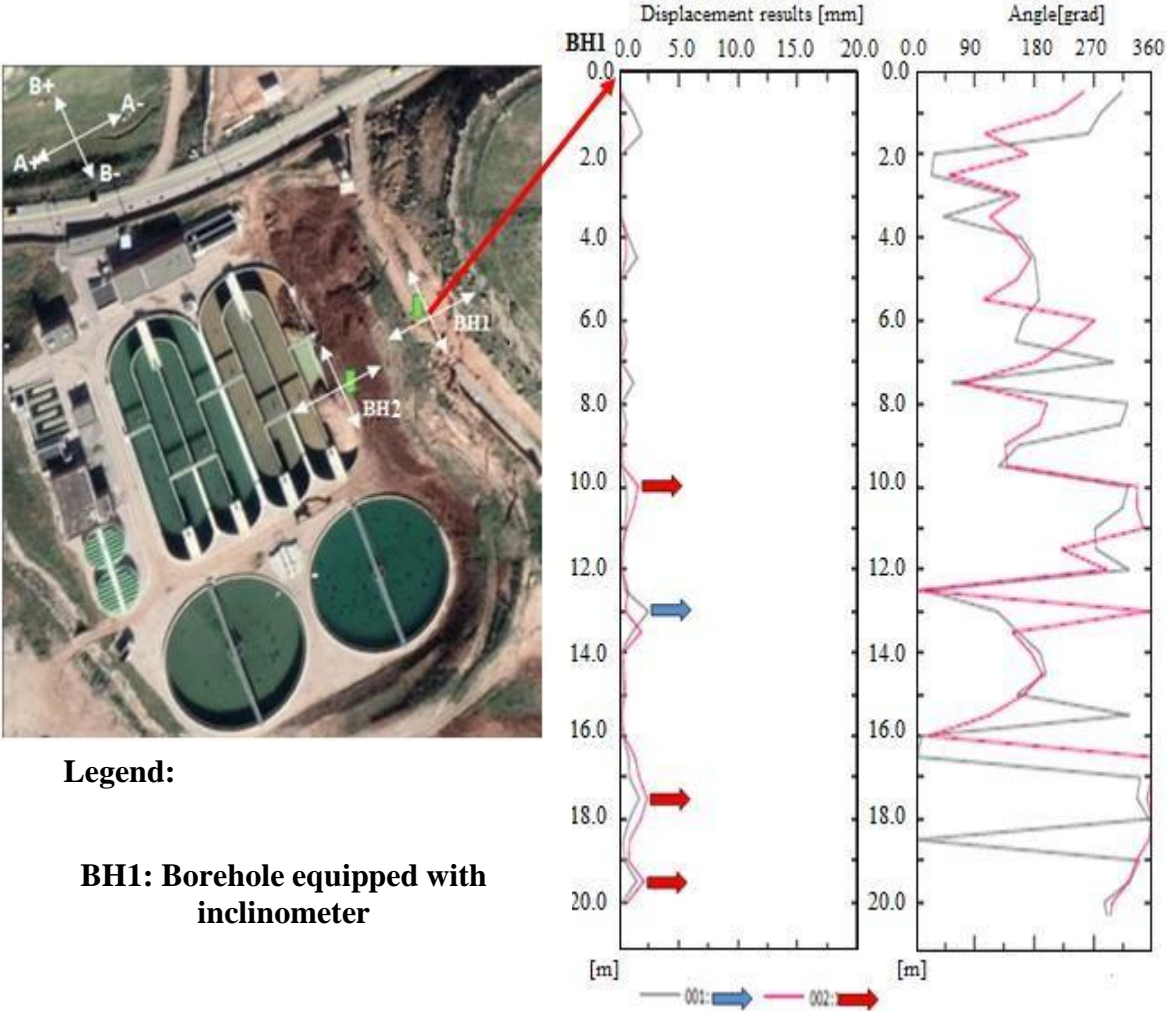 Displacement results [mm]
Angle[grad]
BH1
0.0 5.0 10.0 15.0 20.0
0.0 90 180 270 360
0.0
2.0
4.0
6.0
8.0
10.0
12.0
14.0
16.0
18.0
20.0
[m]
0.0
2.0
4.0
6.0
8.0
10.0
12.0
14.0
16.0
18.0
20.0
[m]
001:
002:
B+
A-
A+
B-
BH1
BH2
Legend:
BH1: Borehole equipped with
inclinometer